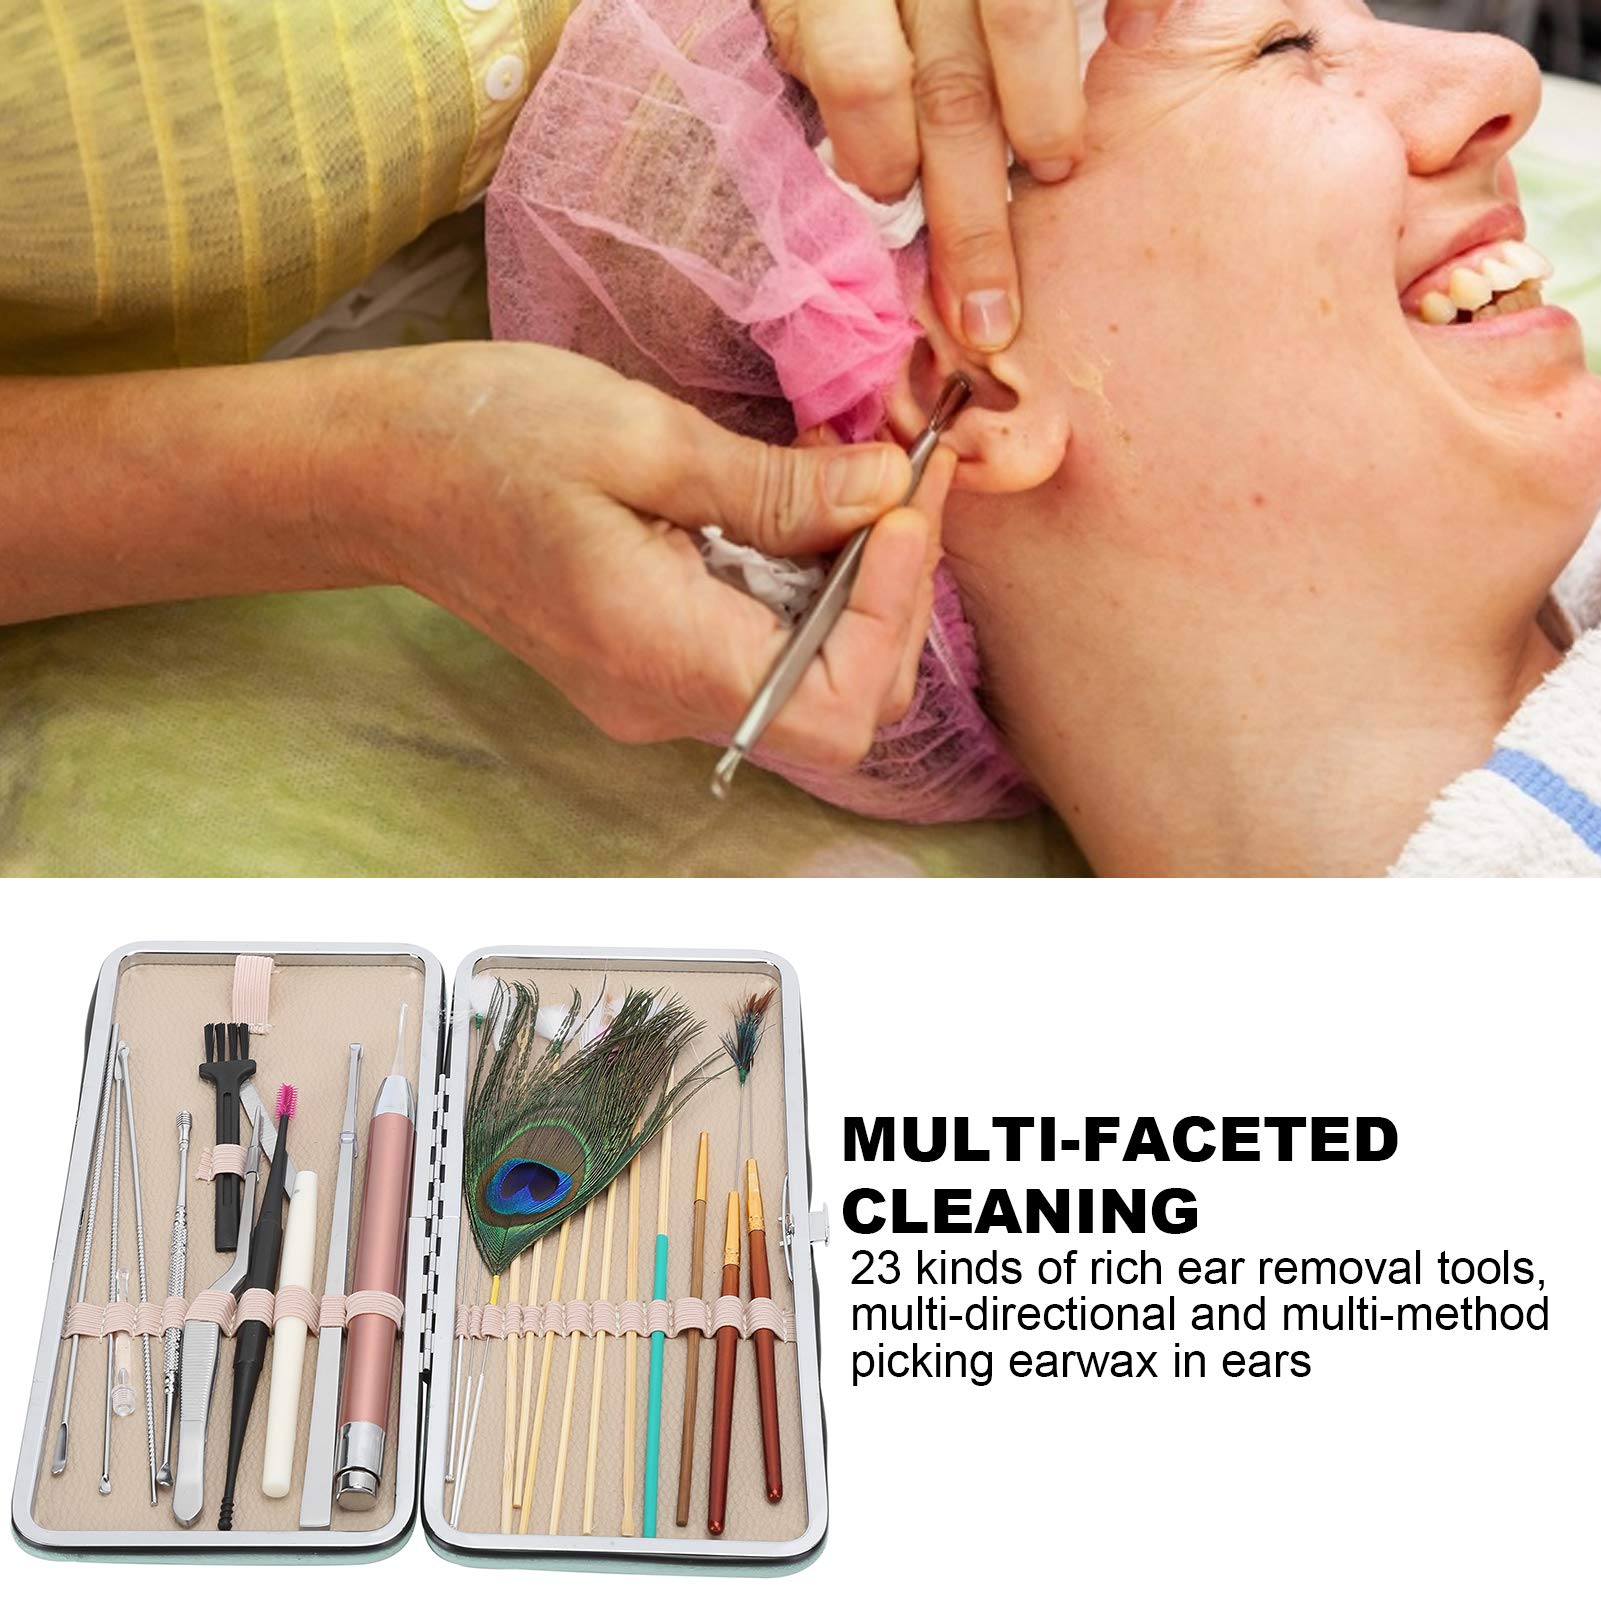 MULTI-FACETED
CLEANING
23 kinds of rich ear removal tools,
multi-directional and multi-method
picking earwax in ears